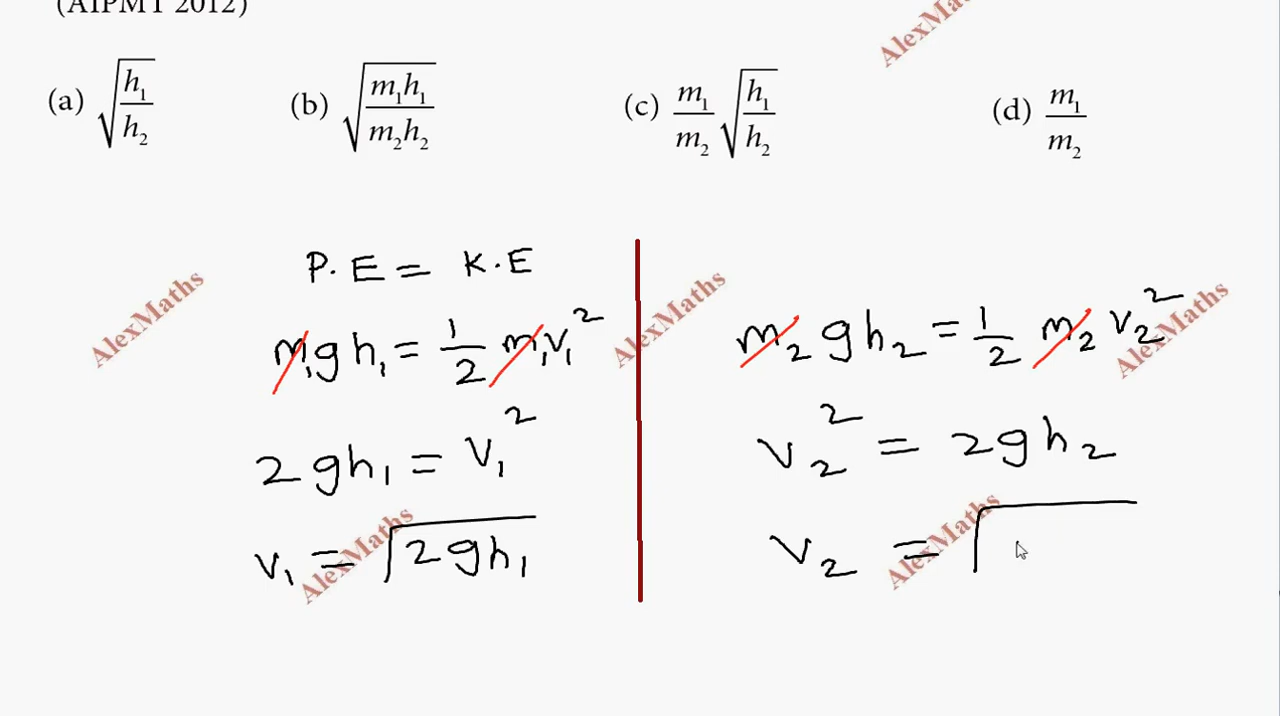 (AIPMT 2012)
(a) √(h₁/h₂) (b) √(m₁h₁/m₂h₂) (c) m₁/m₂ √(h₁/h₂) (d) m₁/m₂
P.E = K.E
m₁gh₁ = 1/2 m₁v₁²
2gh₁ = v₁²
v₁ = √2gh₁
m₂gh₂ = 1/2 m₂v₂²
v₂² = 2gh₂
v₂ = √
AlexMaths
AlexMaths
AlexMaths
AlexMaths
AlexMaths
AlexMaths